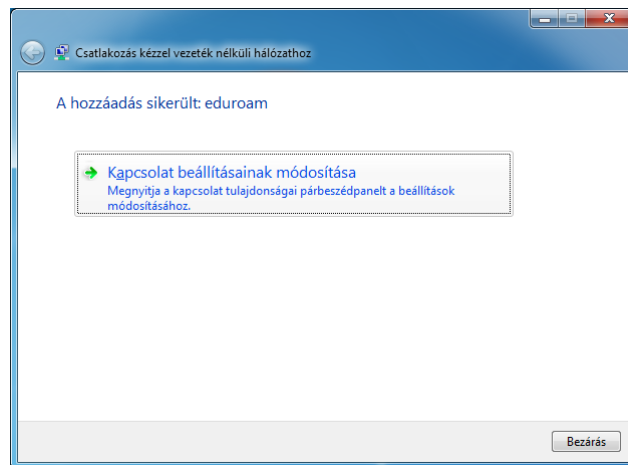 Csatlakozás kézzel vezeték nélküli hálózathoz
A hozzáadás sikerült: eduroam
Kapcsolat beállításainak módosítása
Megnyitja a kapcsolat tulajdonságai párbeszédpanelt a beállítások
módosításához.
Bezárás